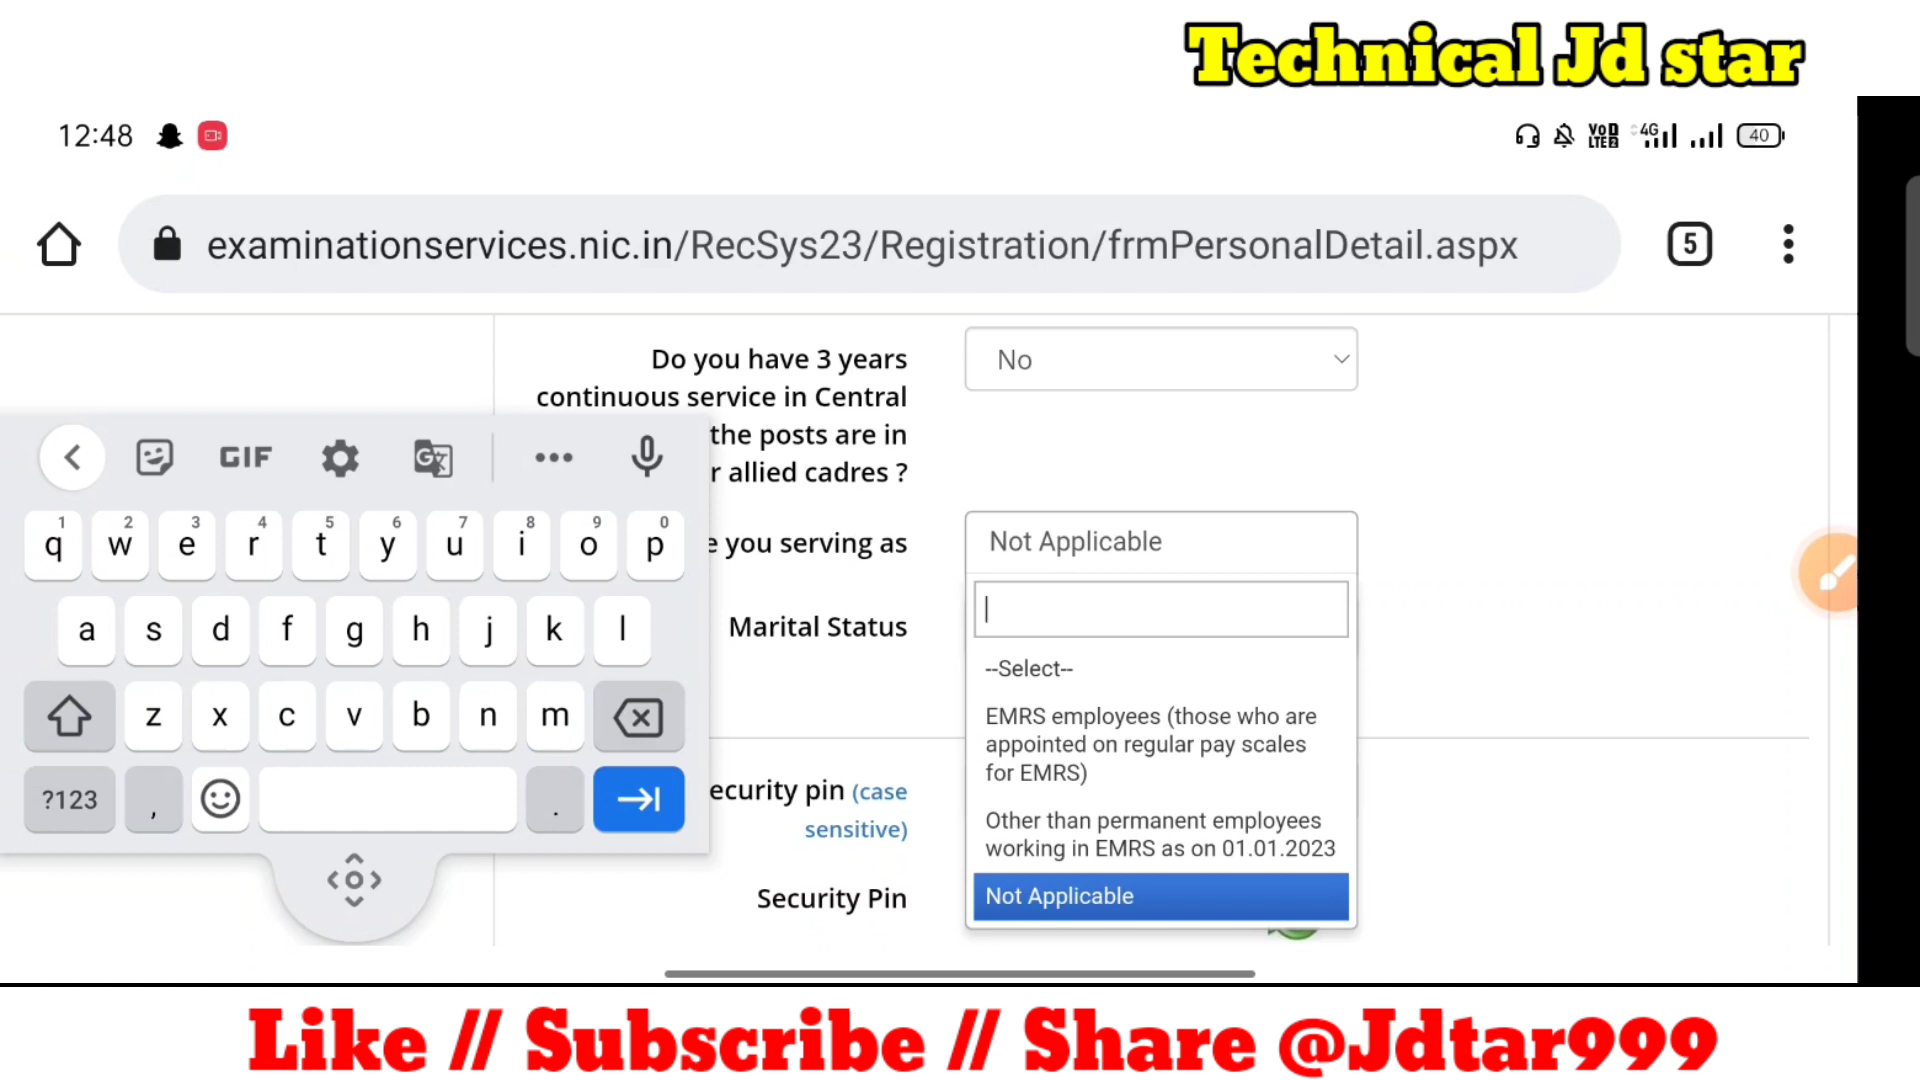 Technical Jd star
12:48
VoD
LTE2
4G
40
examinationservices.nic.in/RecSys23/Registration/frmPersonalDetail.aspx
5
Do you have 3 years
continuous service in Central
the posts are in
r allied cadres ?
No
GIF
1 2 3 4 5 6 7 8 9 0
q w e r t y u i o p
a s d f g h j k l
z x c v b n m
?123 , .
e you serving as
Not Applicable
Marital Status
--Select--
EMRS employees (those who are
appointed on regular pay scales
for EMRS)
Other than permanent employees
working in EMRS as on 01.01.2023
Not Applicable
ecurity pin (case
sensitive)
Security Pin
Like // Subscribe // Share @Jdtar999